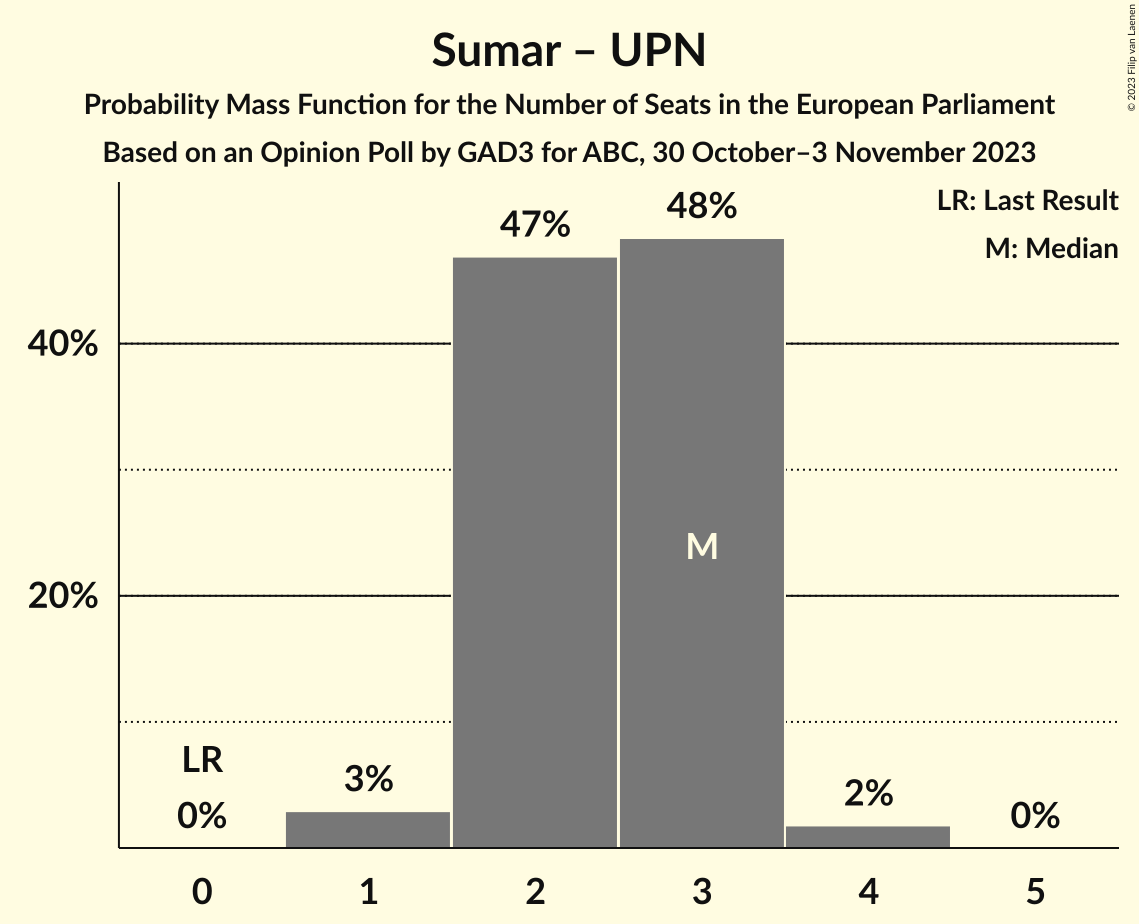 Sumar – UPN
Probability Mass Function for the Number of Seats in the European Parliament
Based on an Opinion Poll by GAD3 for ABC, 30 October–3 November 2023
© 2023 Filip van Laenen
LR: Last Result
M: Median
47%
48%
40%
M
20%
LR
0%
3%
2%
0%
0
1
2
3
4
5